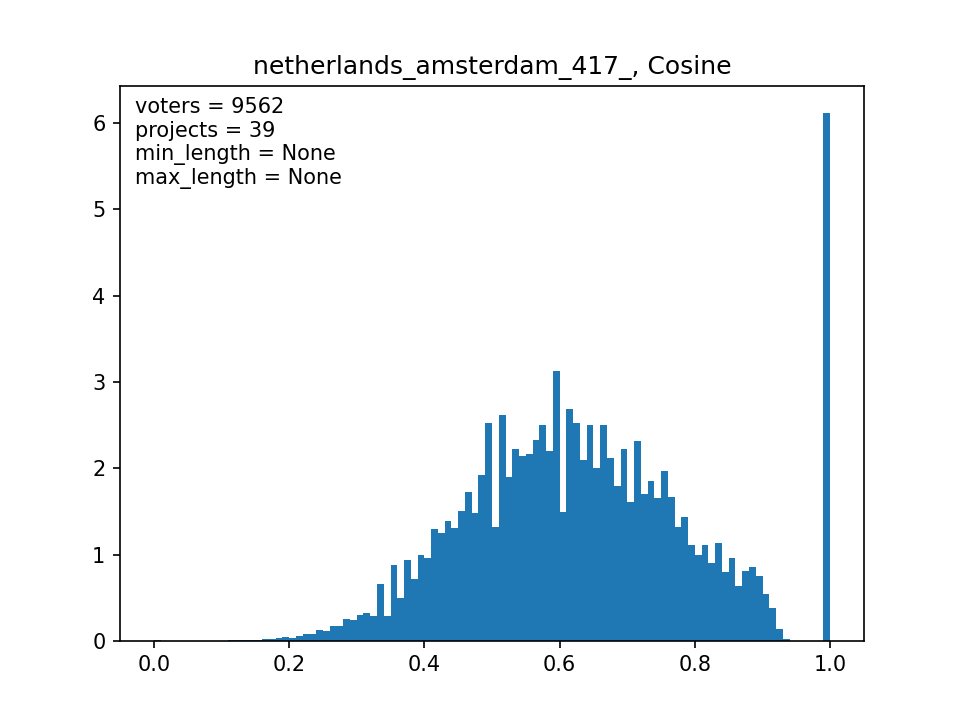 netherlands_amsterdam_417_, Cosine
voters = 9562
projects = 39
min_length = None
max_length = None
6
5
4
3
2
1
0
0.0 0.2 0.4 0.6 0.8 1.0